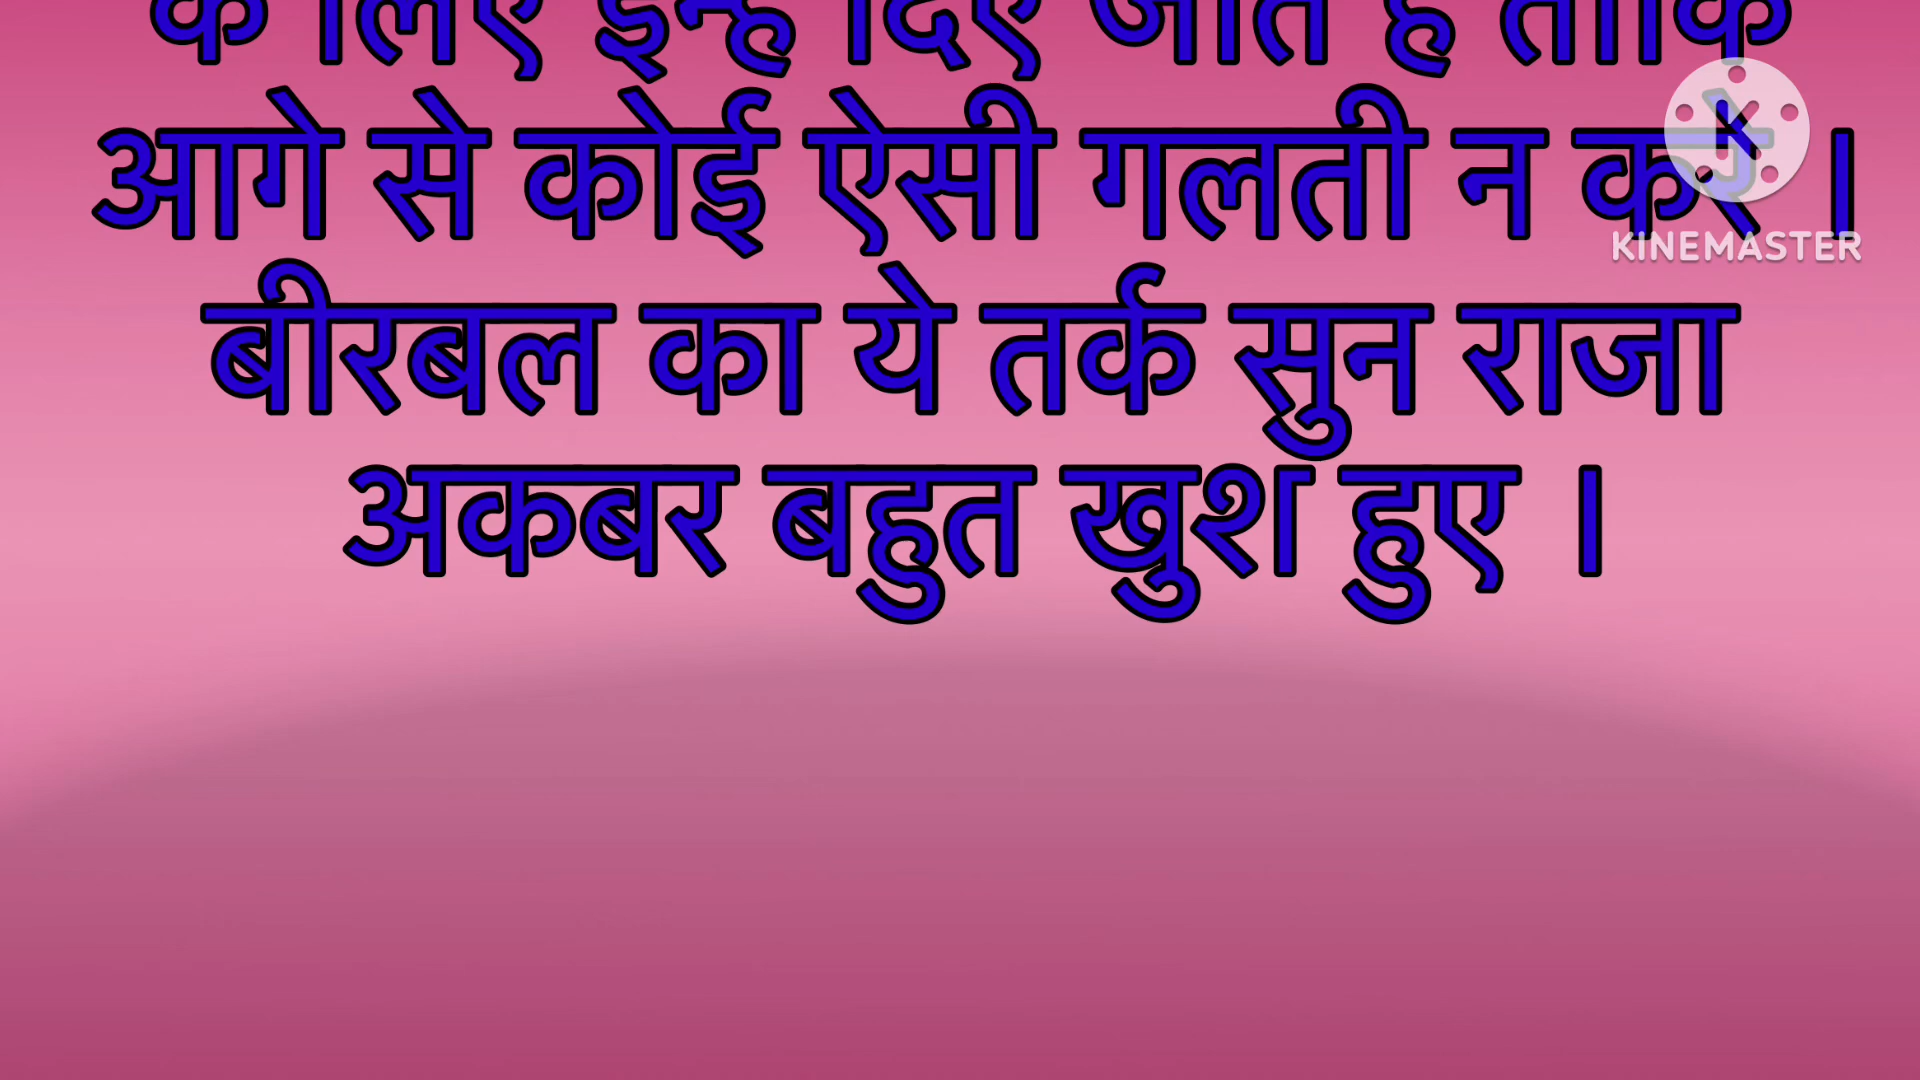 के लिए इन्हें दिए जाते है ताकि
आगे से कोई ऐसी गलती न करे ।
बीरबल का ये तर्क सुन राजा
अकबर बहुत खुश हुए ।
KINEMASTER